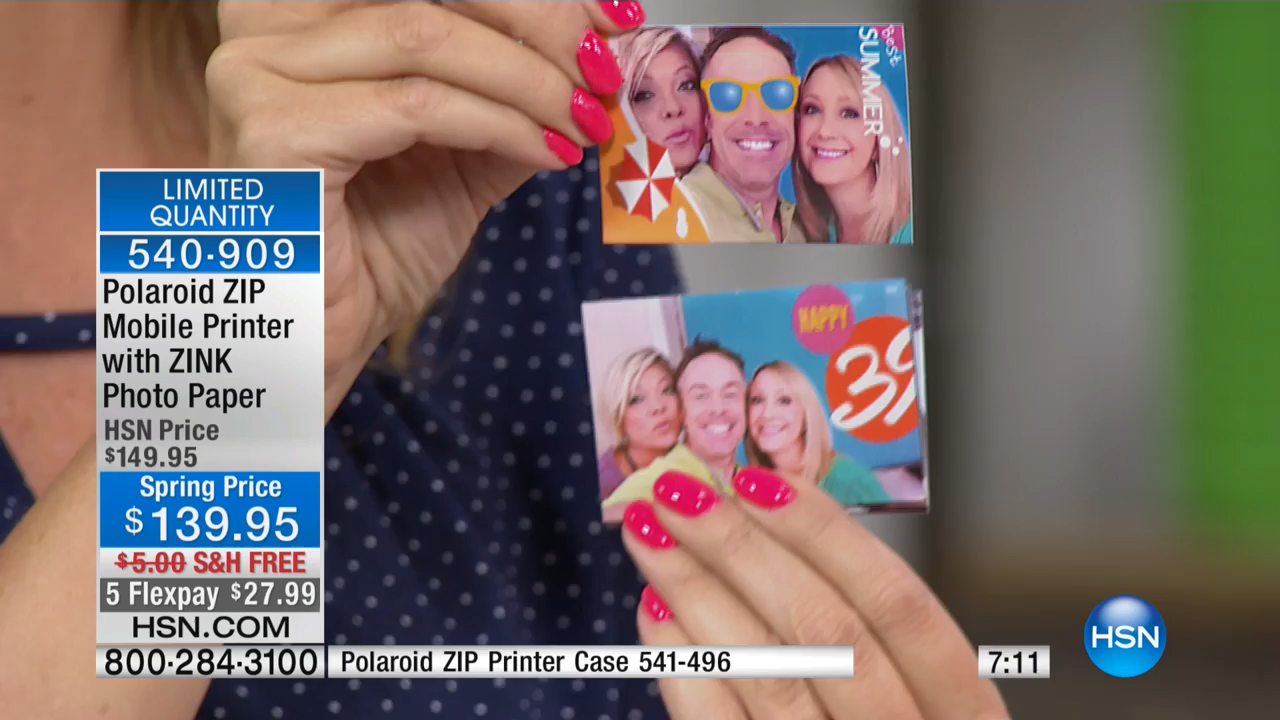 LIMITED
QUANTITY
540-909
Polaroid ZIP
Mobile Printer
with ZINK
Photo Paper
HSN Price
$149.95
Spring Price
$139.95
$5.00 S&H FREE
5 Flexpay $27.99
HSN.COM
800-284-3100
Polaroid ZIP Printer Case 541-496
7:11
HSN
BeST
SUMMER
HAPPY
39